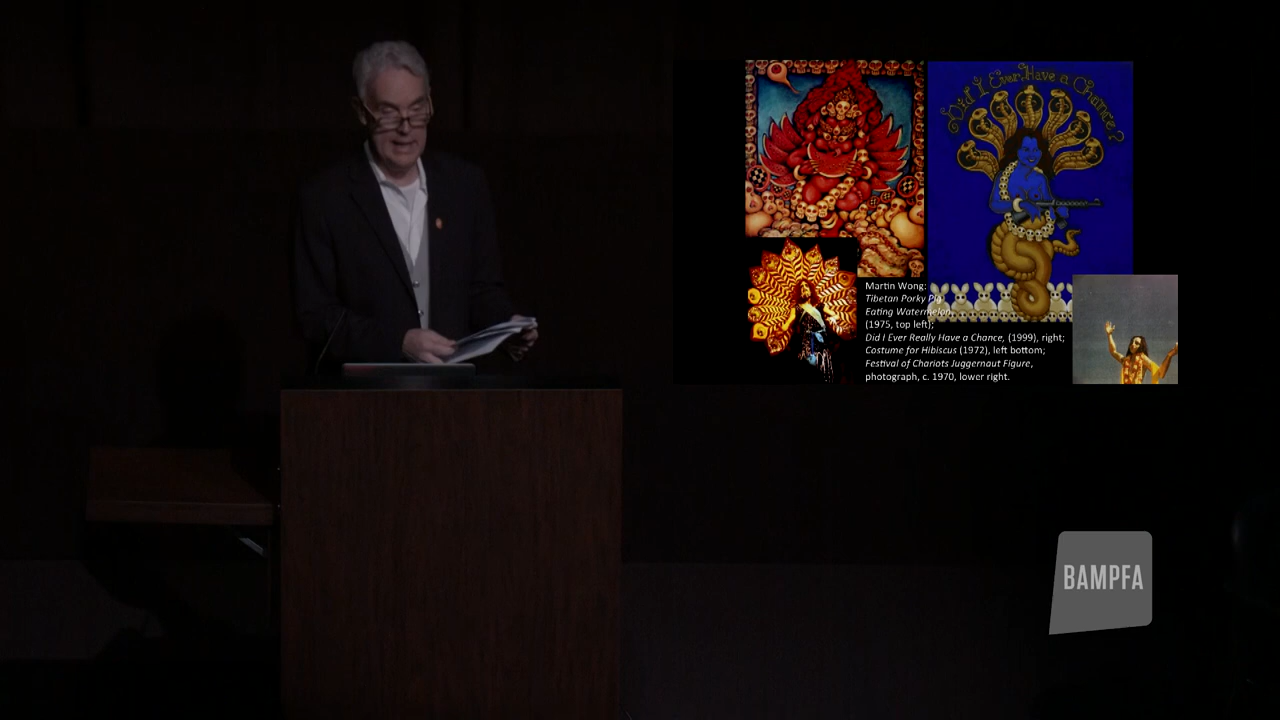 Did I Ever Have a Chance?
Martin Wong:
Tibetan Porky Pig
Eating Watermelon
(1975, top left);
Did I Ever Really Have a Chance, (1999), right;
Costume for Hibiscus (1972), left bottom;
Festival of Chariots Juggernaut Figure,
photograph, c. 1970, lower right.
BAMPFA